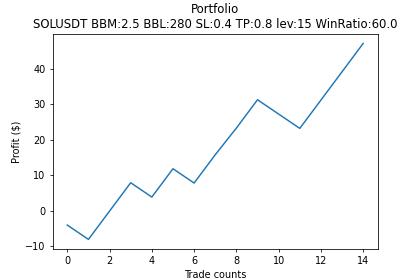 Portfolio
SOLUSDT BBM:2.5 BBL:280 SL:0.4 TP:0.8 lev:15 WinRatio:60.0
40
30
20
10
0
−10
Profit ($)
0 2 4 6 8 10 12 14
Trade counts